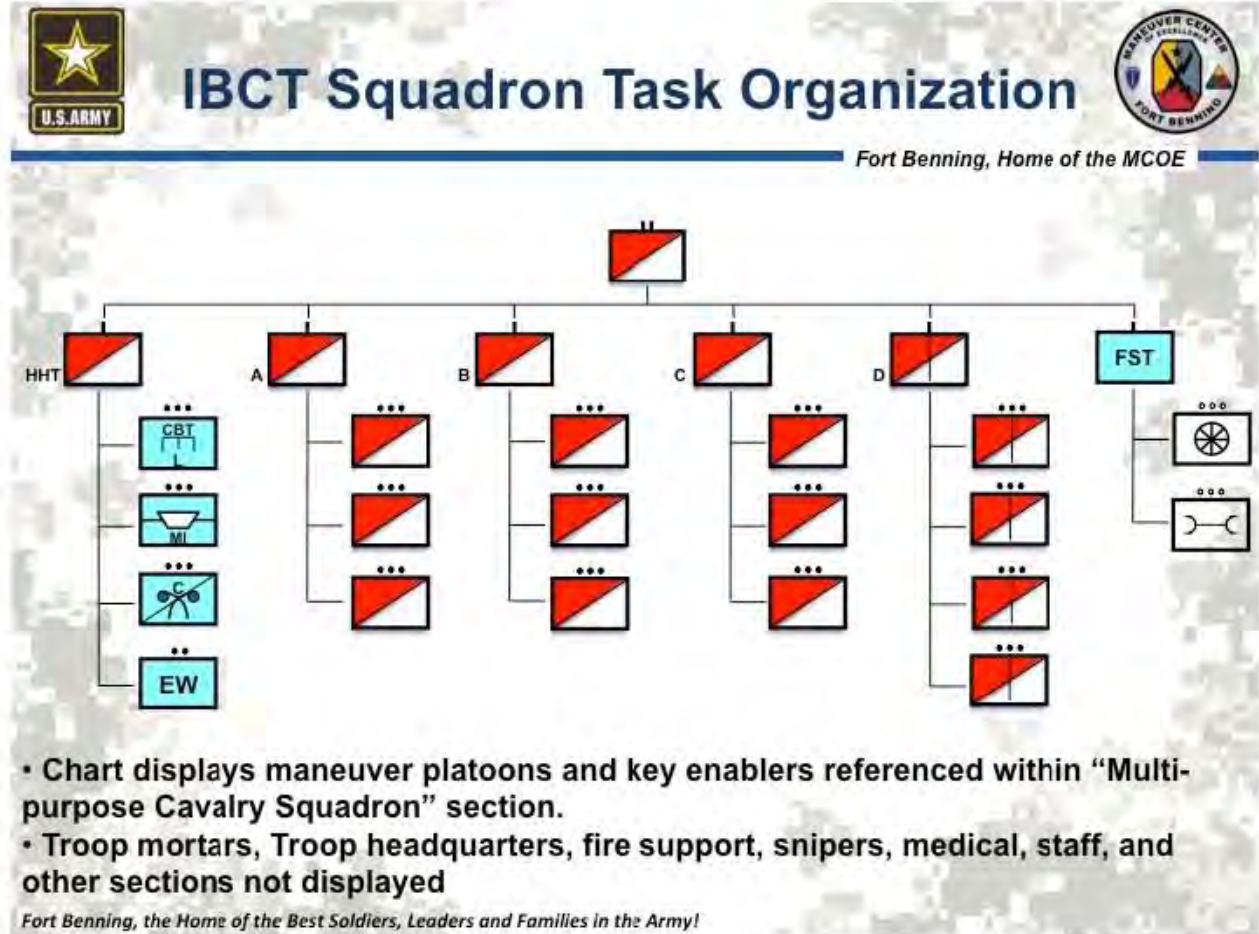 U.S.ARMY
IBCT Squadron Task Organization
MANEUVER CENTER
OF EXCELLENCE
FORT BENNING
Fort Benning, Home of the MCOE
HHT
A
B
C
D
FST
CBT
MI
C
EW
• Chart displays maneuver platoons and key enablers referenced within “Multi-
purpose Cavalry Squadron” section.
• Troop mortars, Troop headquarters, fire support, snipers, medical, staff, and
other sections not displayed
Fort Benning, the Home of the Best Soldiers, Leaders and Families in the Army!